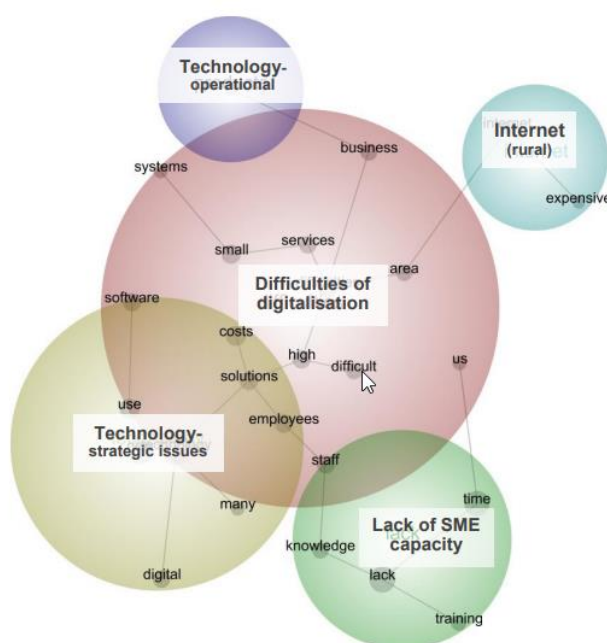 Technology-
operational
business
systems
internet
Internet
(rural)
expensive
services
small
area
Difficulties of
digitalisation
software
costs
high
difficult
us
solutions
use
employees
Technology-
strategic issues
staff
many
time
Lack of SME
capacity
knowledge
lack
digital
training